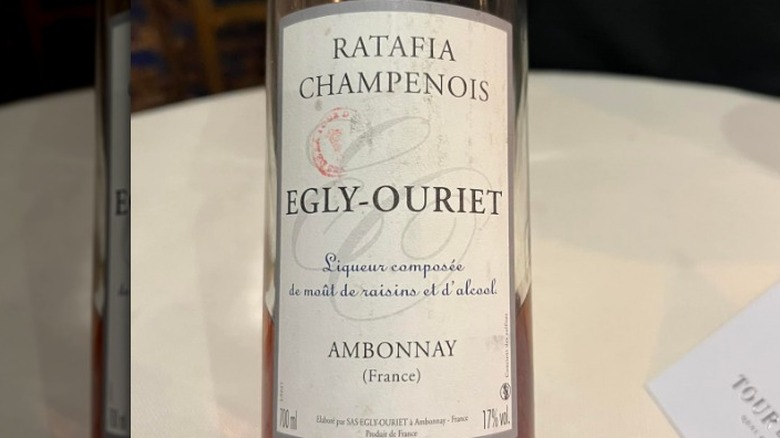 RATAFIA
CHAMPENOIS
EGLY-OURIET
Liqueur composée
de moût de raisins et d'alcool.
AMBONNAY
(France)
700 ml
Elaboré par SAS EGLY-OURIET à Ambonnay - France
17% vol.
Produit de France
TOUR